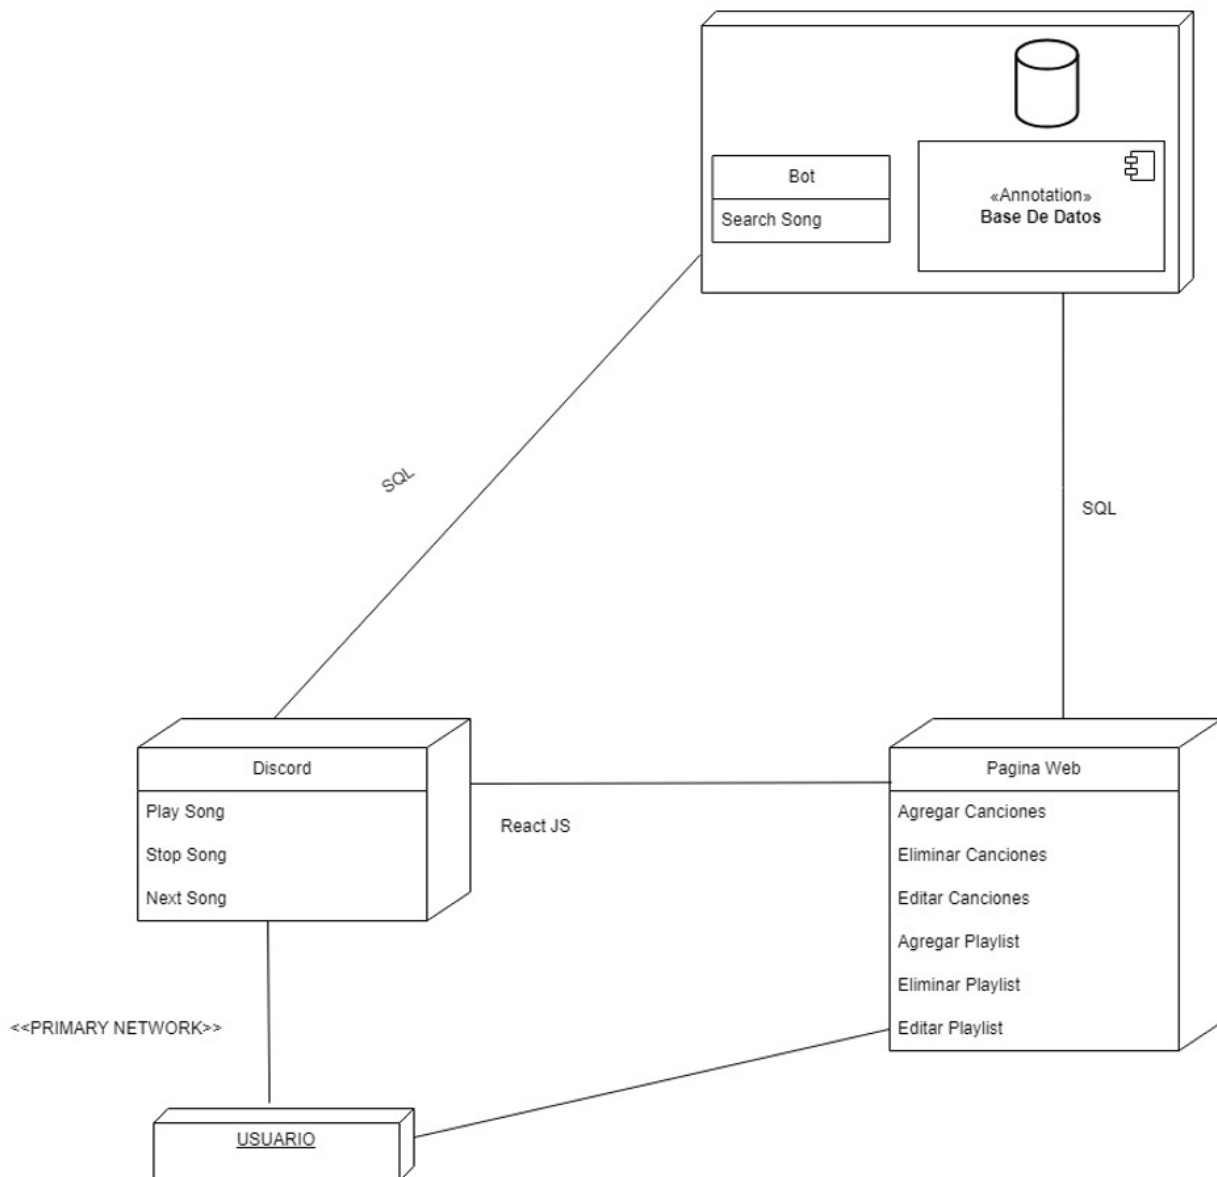 Bot
Search Song
«Annotation»
Base De Datos
SQL
SQL
Discord
Play Song
Stop Song
Next Song
React JS
Pagina Web
Agregar Canciones
Eliminar Canciones
Editar Canciones
Agregar Playlist
Eliminar Playlist
Editar Playlist
<<PRIMARY NETWORK>>
USUARIO